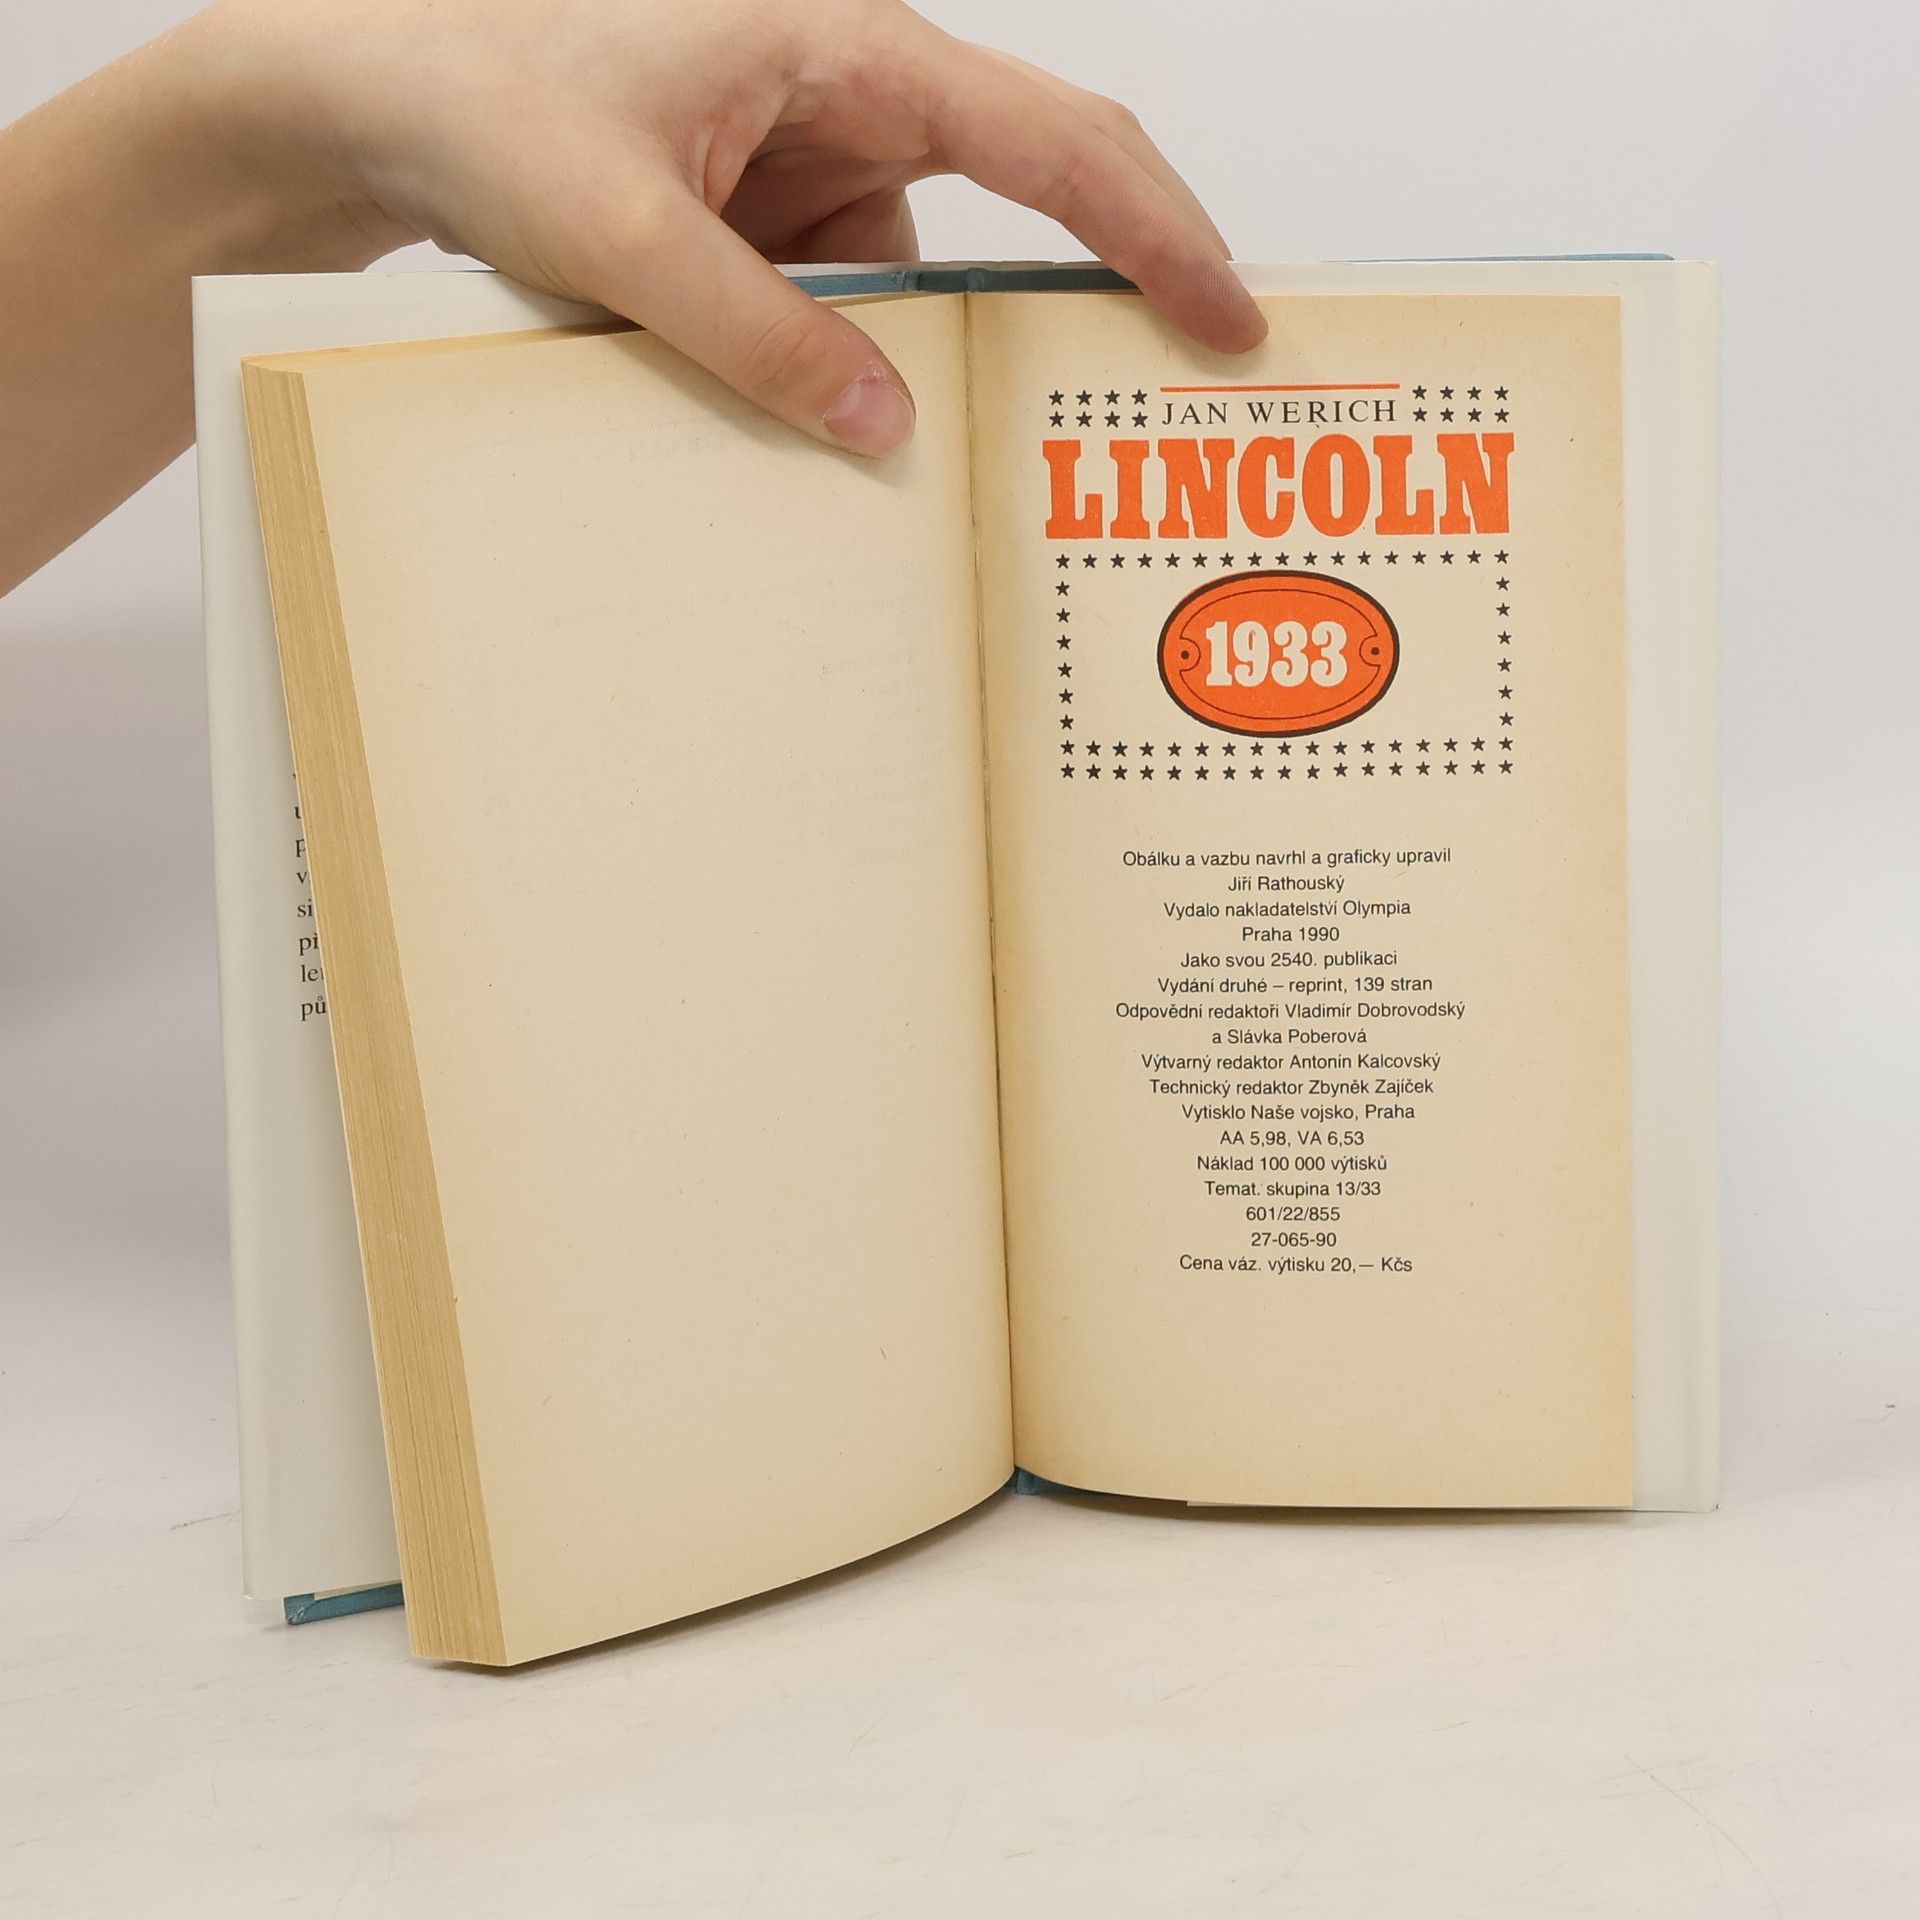 JAN WERICH
LINCOLN
1933
Obálku a vazbu navrhl a graficky upravil
Jiří Rathouský
Vydalo nakladatelství Olympia
Praha 1990
Jako svou 2540. publikaci
Vydání druhé – reprint, 139 stran
Odpovědní redaktoři Vladimír Dobrovodský
a Slávka Poberová
Výtvarný redaktor Antonín Kalcovský
Technický redaktor Zbyněk Zajíček
Vytisklo Naše vojsko, Praha
AA 5,98, VA 6,53
Náklad 100 000 výtisků
Temat. skupina 13/33
601/22/855
27-065-90
Cena váz. výtisku 20,— Kčs